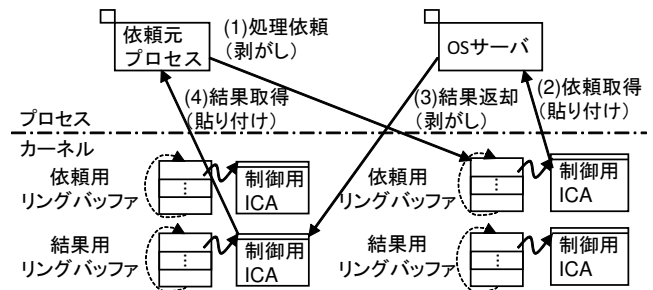 依頼元
プロセス
(1)処理依頼
(剥がし)
OSサーバ
(2)依頼取得
(貼り付け)
(4)結果取得
(貼り付け)
(3)結果返却
(剥がし)
プロセス
カーネル
依頼用
リングバッファ
⋮
制御用
ICA
依頼用
リングバッファ
⋮
制御用
ICA
結果用
リングバッファ
⋮
制御用
ICA
結果用
リングバッファ
⋮
制御用
ICA